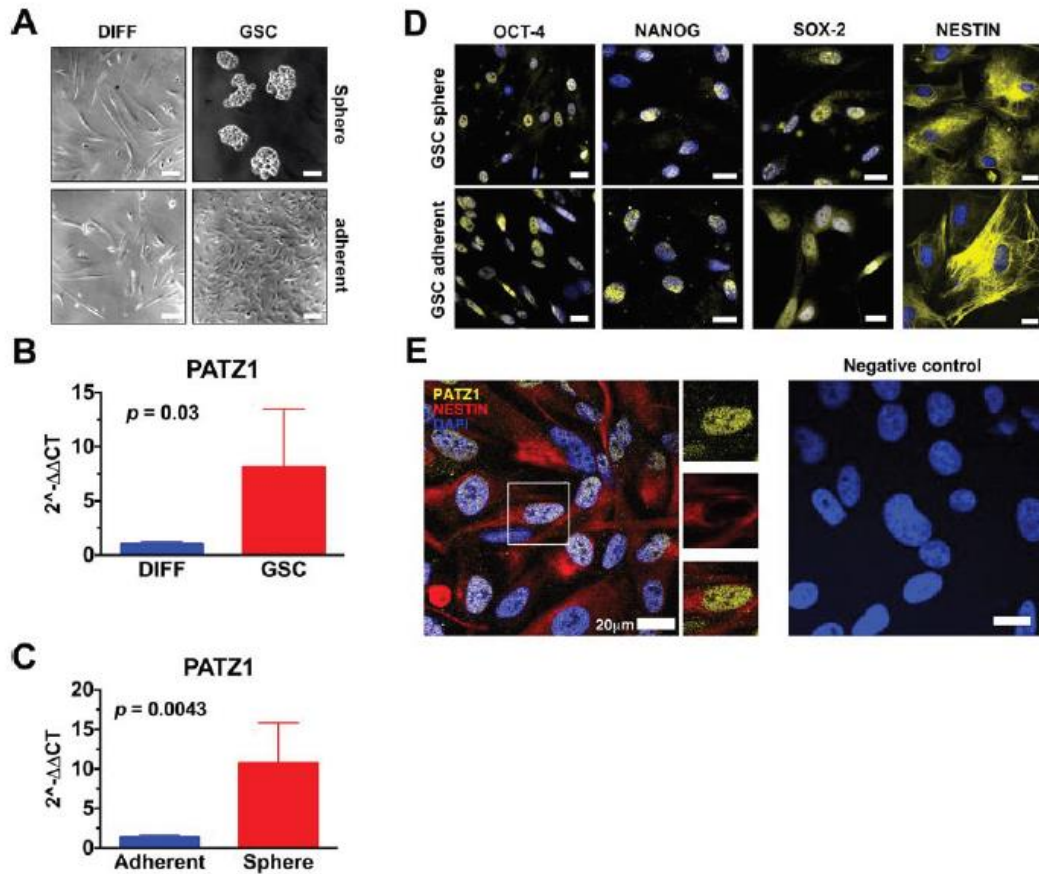 A
DIFF
GSC
Sphere
adherent
B
PATZ1
15
10
5
0
2^-ΔΔCT
p = 0.03
DIFF
GSC
C
PATZ1
20
15
10
5
0
2^-ΔΔCT
p = 0.0043
Adherent
Sphere
D
OCT-4
NANOG
SOX-2
NESTIN
GSC sphere
GSC adherent
E
PATZ1
NESTIN
DAPI
20µm
Negative control